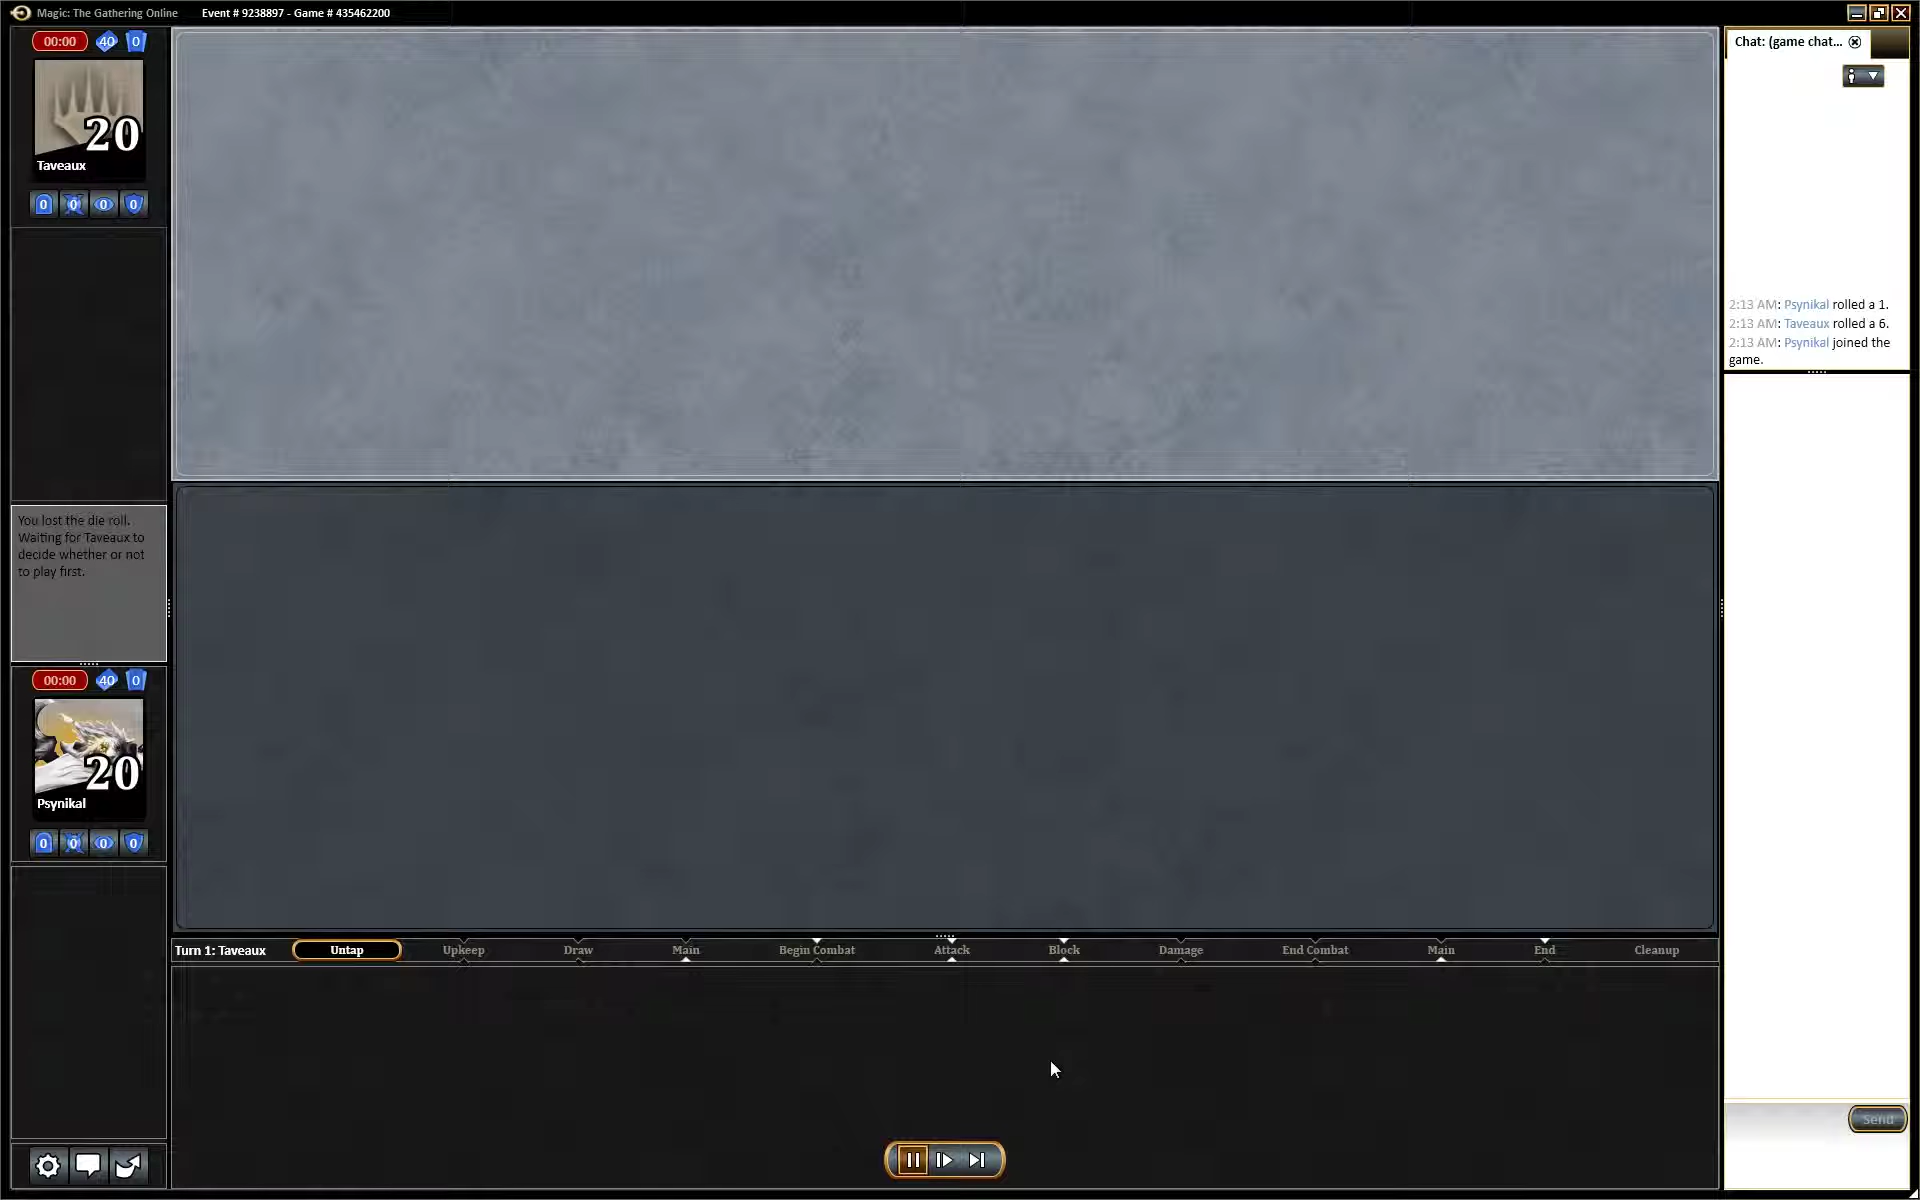 Magic: The Gathering Online Event # 9238897 - Game # 435462200
00:00 40 0
20
Taveaux
0 0 0 0
You lost the die roll.
Waiting for Taveaux to
decide whether or not
to play first.
00:00 40 0
20
Psynikal
0 0 0 0
Turn 1: Taveaux Untap Upkeep Draw Main Begin Combat Attack Block Damage End Combat Main End Cleanup
Chat: (game chat...
2:13 AM: Psynikal rolled a 1.
2:13 AM: Taveaux rolled a 6.
2:13 AM: Psynikal joined the
game.
Send